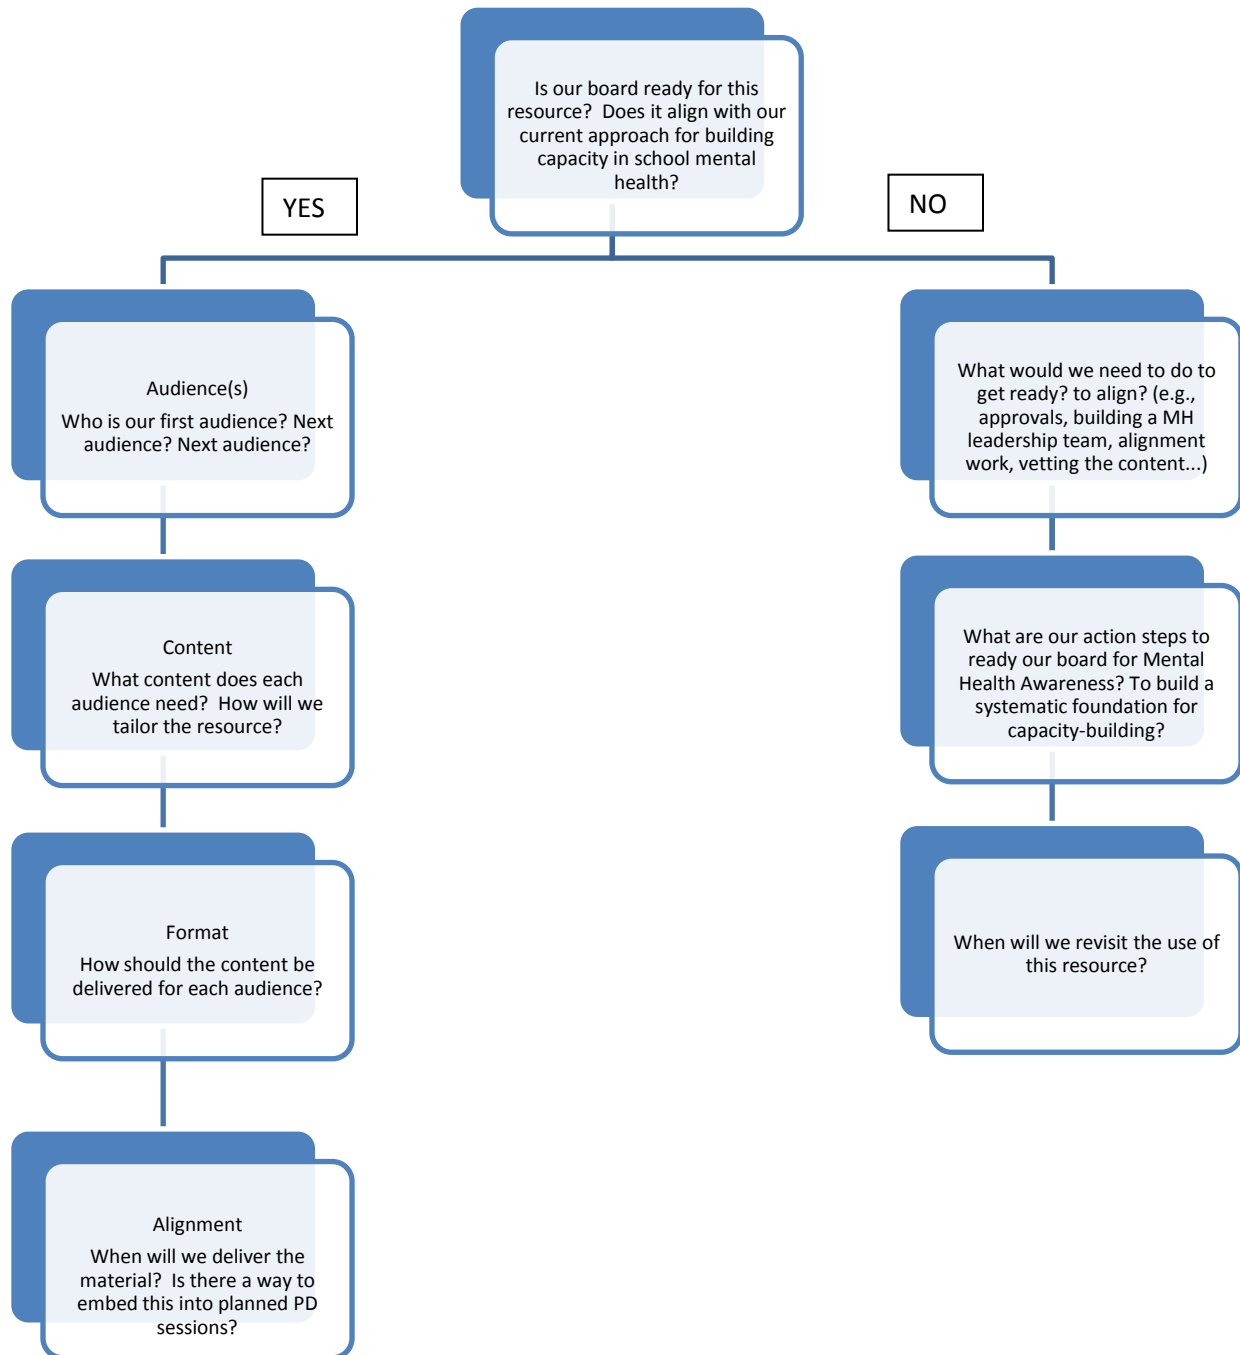 Is our board ready for this
resource?  Does it align with our
current approach for building
capacity in school mental
health?
YES
NO
Audience(s)
Who is our first audience? Next
audience? Next audience?
What would we need to do to
get ready? to align? (e.g.,
approvals, building a MH
leadership team, alignment
work, vetting the content...)
Content
What content does each
audience need?  How will we
tailor the resource?
What are our action steps to
ready our board for Mental
Health Awareness? To build a
systematic foundation for
capacity-building?
Format
How should the content be
delivered for each audience?
When will we revisit the use of
this resource?
Alignment
When will we deliver the
material?  Is there a way to
embed this into planned PD
sessions?